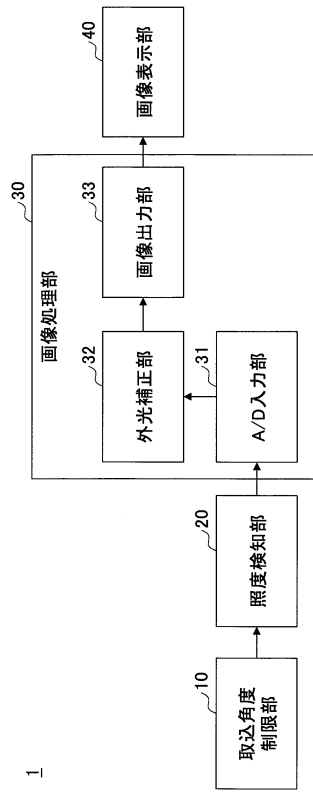 1
10
取込角度
制限部
20
照度検知部
30
画像処理部
31
A/D入力部
32
外光補正部
33
画像出力部
40
画像表示部